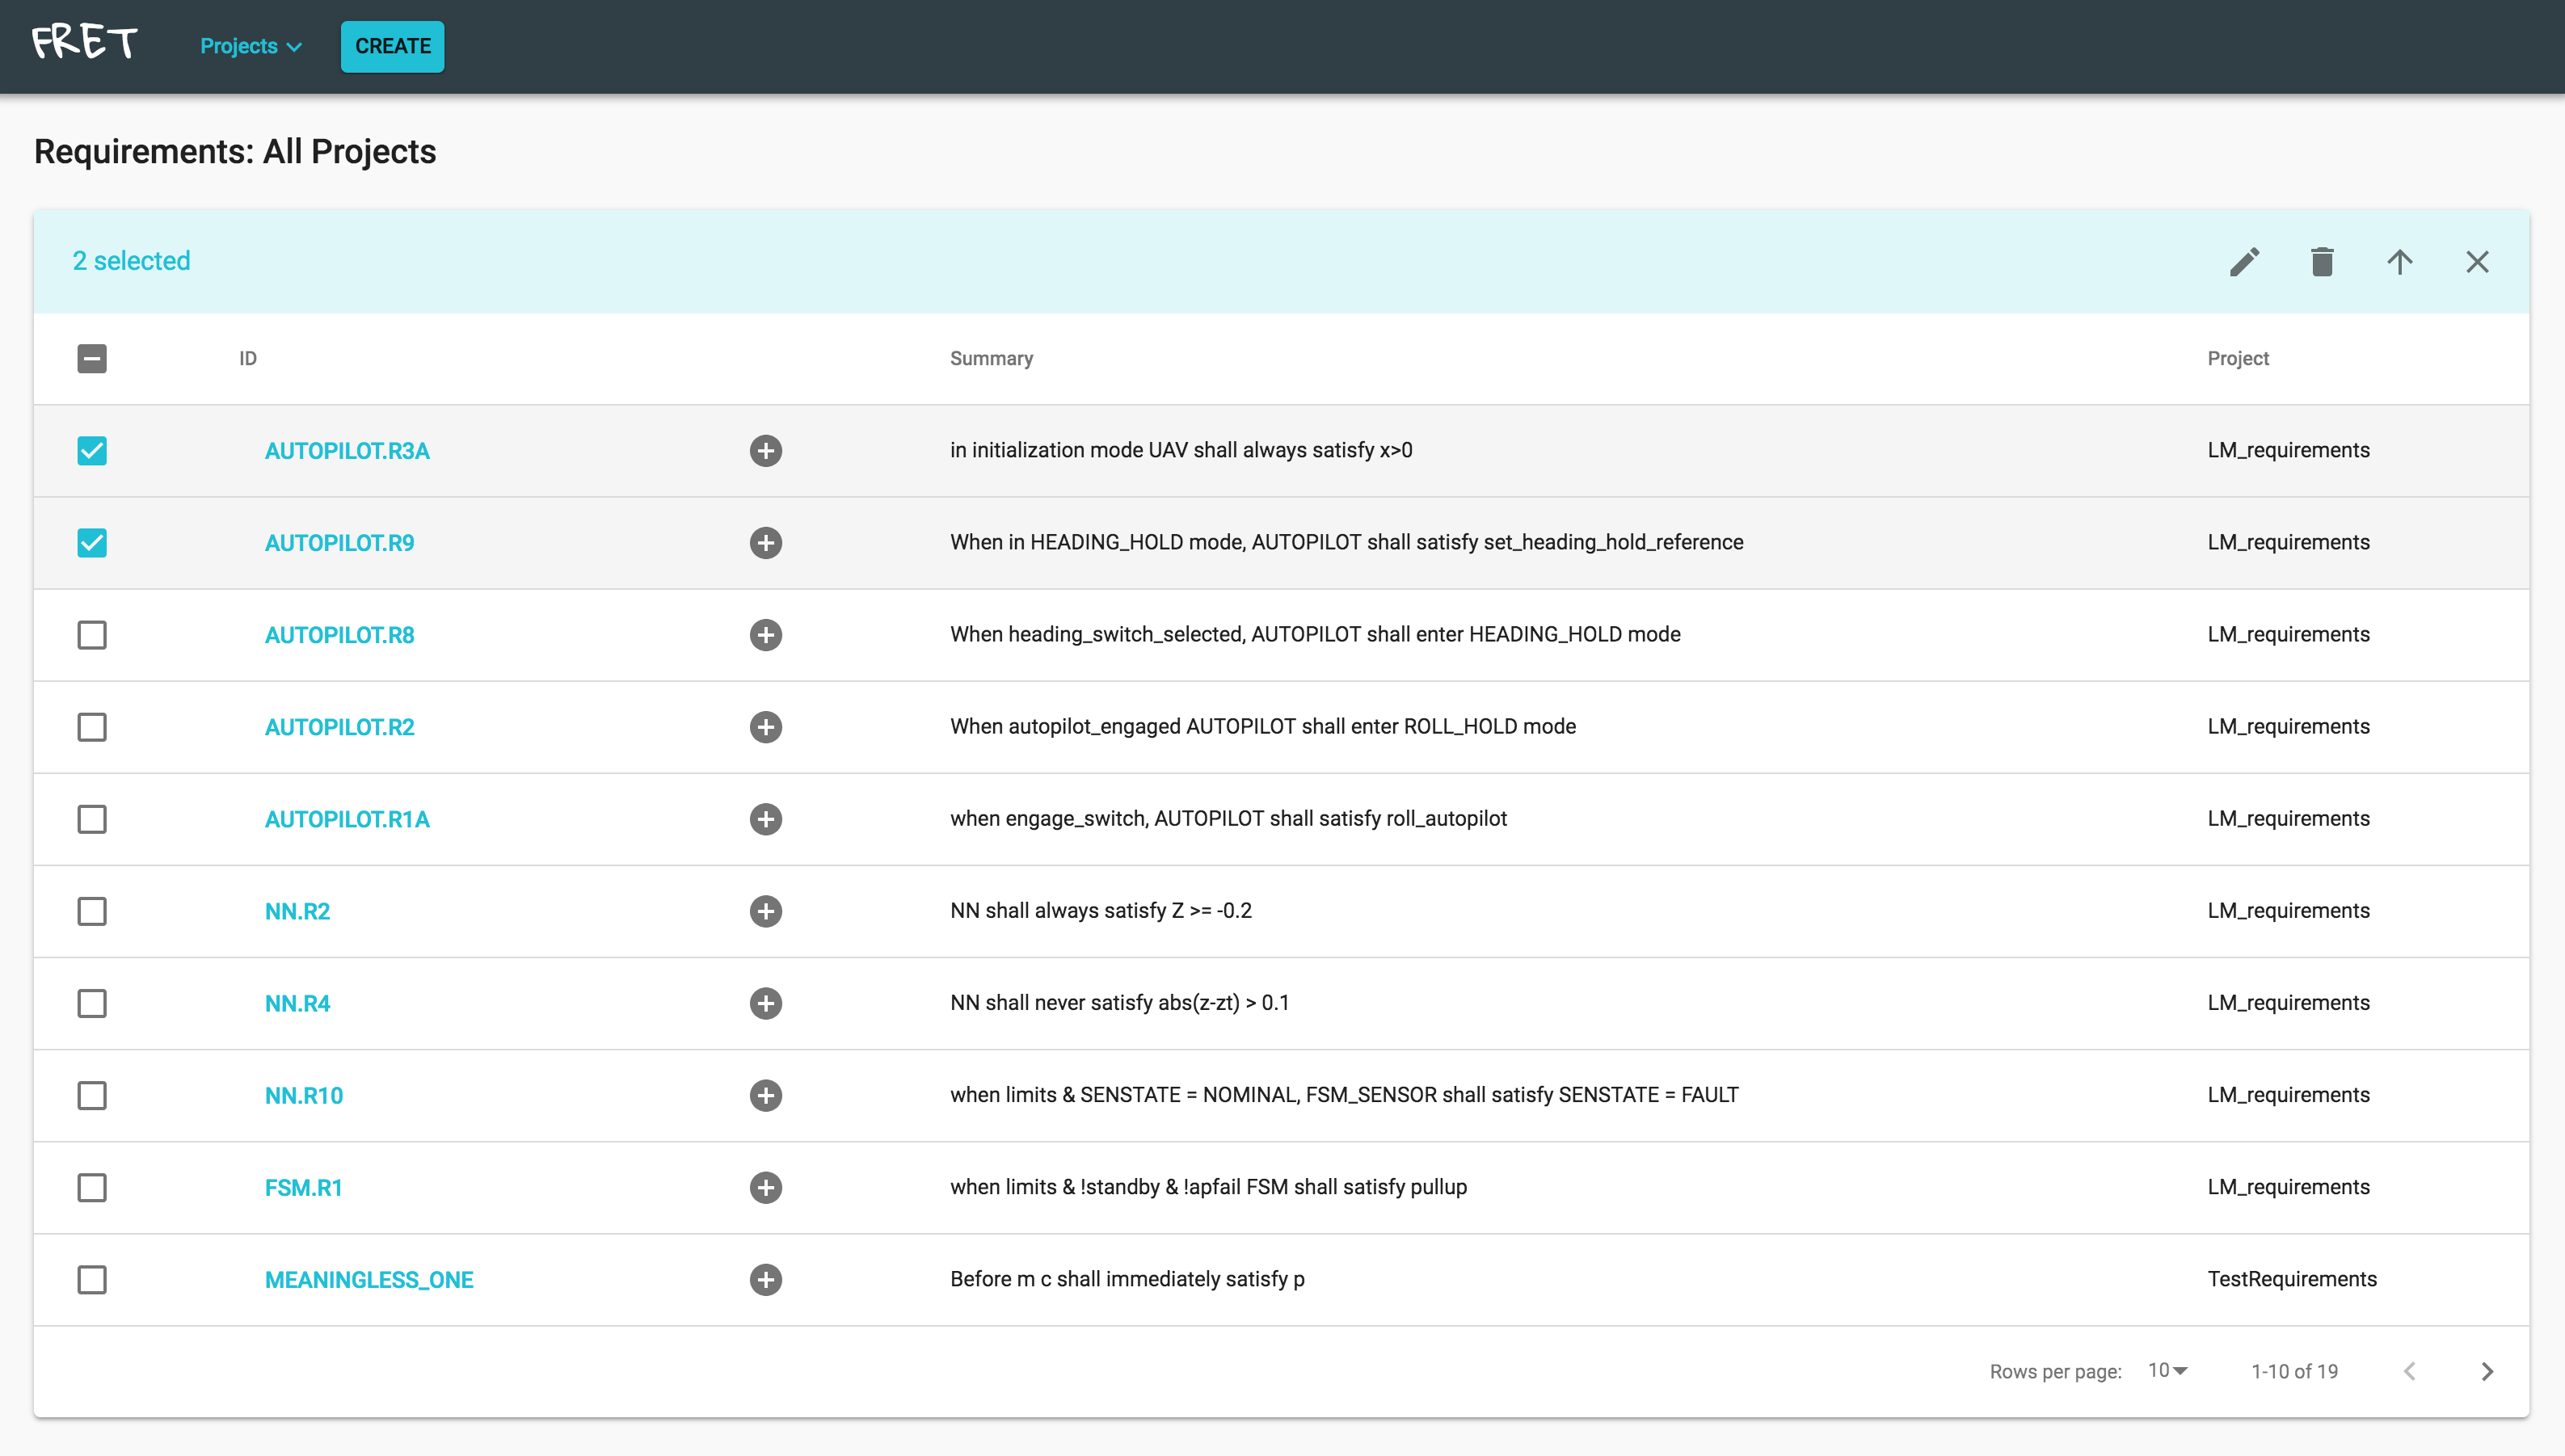 FRET Projects CREATE
Requirements: All Projects
2 selected
ID Summary Project
AUTOPILOT.R3A in initialization mode UAV shall always satisfy x>0 LM_requirements
AUTOPILOT.R9 When in HEADING_HOLD mode, AUTOPILOT shall satisfy set_heading_hold_reference LM_requirements
AUTOPILOT.R8 When heading_switch_selected, AUTOPILOT shall enter HEADING_HOLD mode LM_requirements
AUTOPILOT.R2 When autopilot_engaged AUTOPILOT shall enter ROLL_HOLD mode LM_requirements
AUTOPILOT.R1A when engage_switch, AUTOPILOT shall satisfy roll_autopilot LM_requirements
NN.R2 NN shall always satisfy Z >= -0.2 LM_requirements
NN.R4 NN shall never satisfy abs(z-zt) > 0.1 LM_requirements
NN.R10 when limits & SENSTATE = NOMINAL, FSM_SENSOR shall satisfy SENSTATE = FAULT LM_requirements
FSM.R1 when limits & !standby & !apfail FSM shall satisfy pullup LM_requirements
MEANINGLESS_ONE Before m c shall immediately satisfy p TestRequirements
Rows per page: 10 1-10 of 19